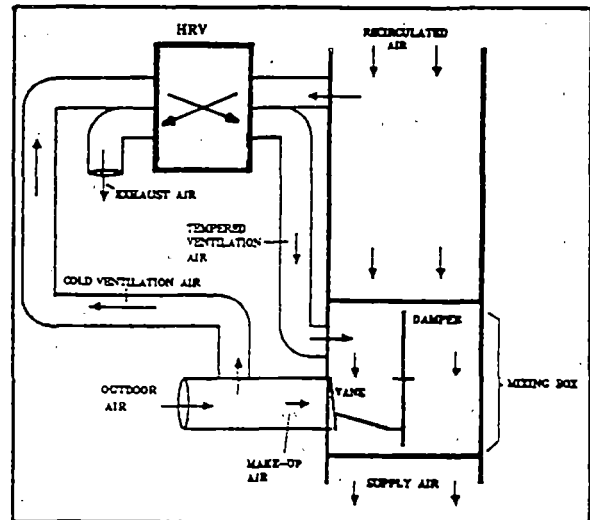 HRV
RECIRCULATED
AIR
EXHAUST AIR
TEMPERED
VENTILATION
AIR
COLD VENTILATION AIR
DAMPER
OUTDOOR
AIR
VANE
MIXING BOX
MAKE-UP
AIR
SUPPLY AIR